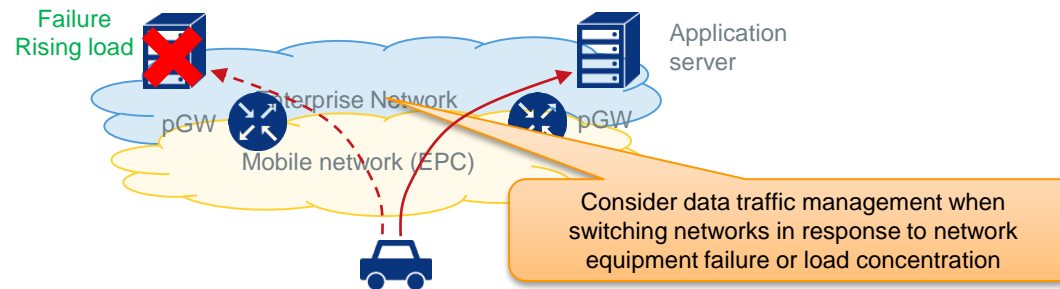 Failure
Rising load
Application
server
Enterprise Network
pGW
pGW
Mobile network (EPC)
Consider data traffic management when
switching networks in response to network
equipment failure or load concentration